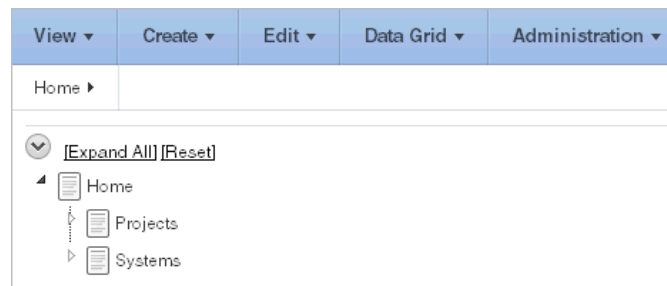 View Create Edit Data Grid Administration
Home
[Expand All] [Reset]
Home
Projects
Systems